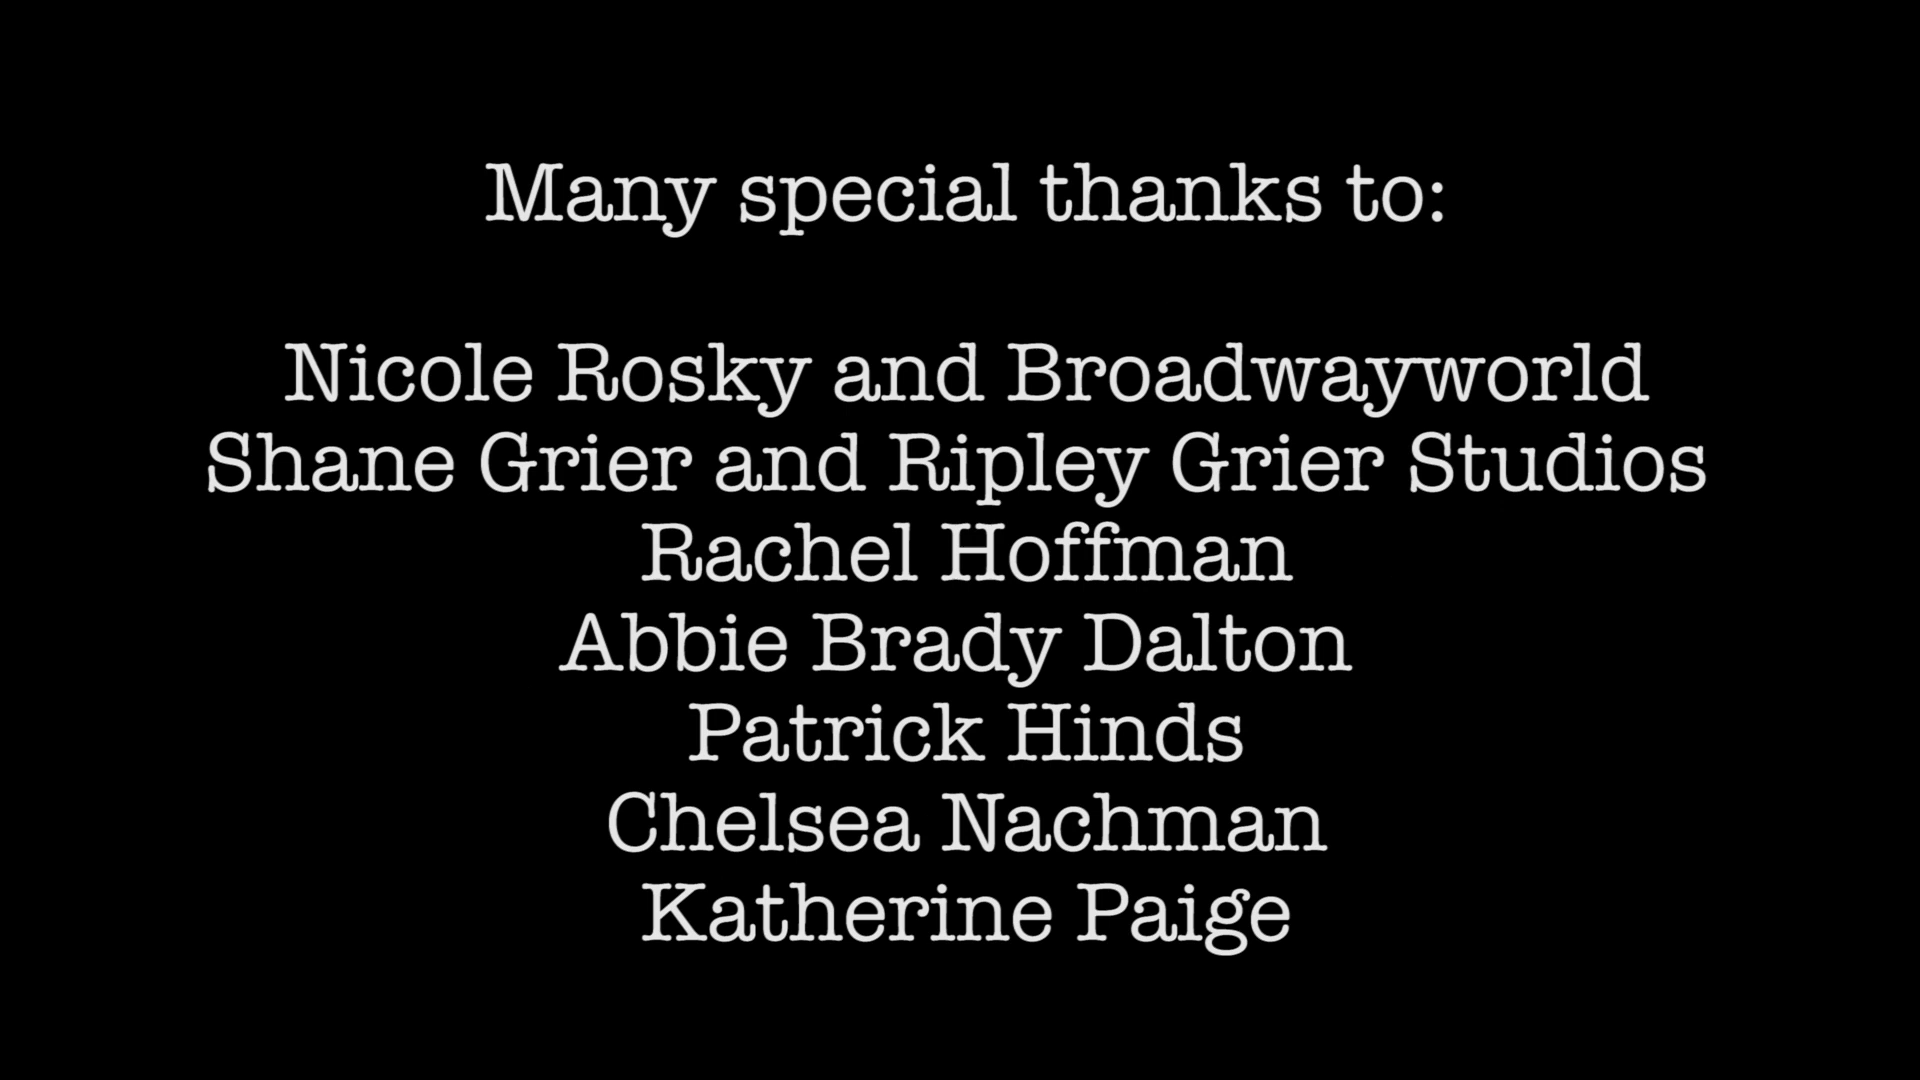 Many special thanks to:
Nicole Rosky and Broadwayworld
Shane Grier and Ripley Grier Studios
Rachel Hoffman
Abbie Brady Dalton
Patrick Hinds
Chelsea Nachman
Katherine Paige